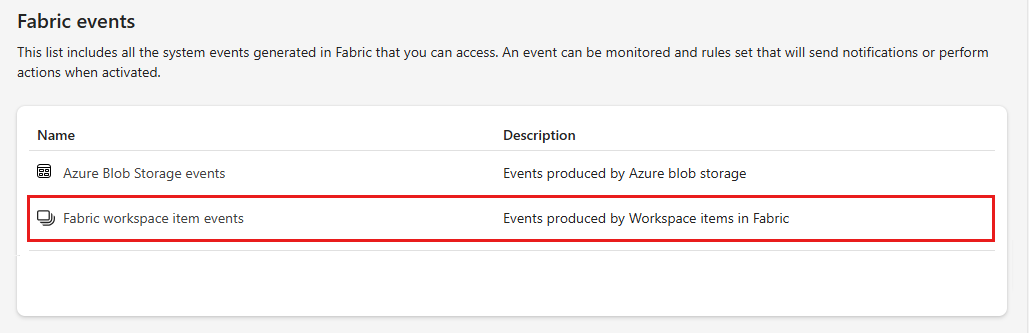 Fabric events
This list includes all the system events generated in Fabric that you can access. An event can be monitored and rules set that will send notifications or perform
actions when activated.
Name Description
Azure Blob Storage events Events produced by Azure blob storage
Fabric workspace item events Events produced by Workspace items in Fabric